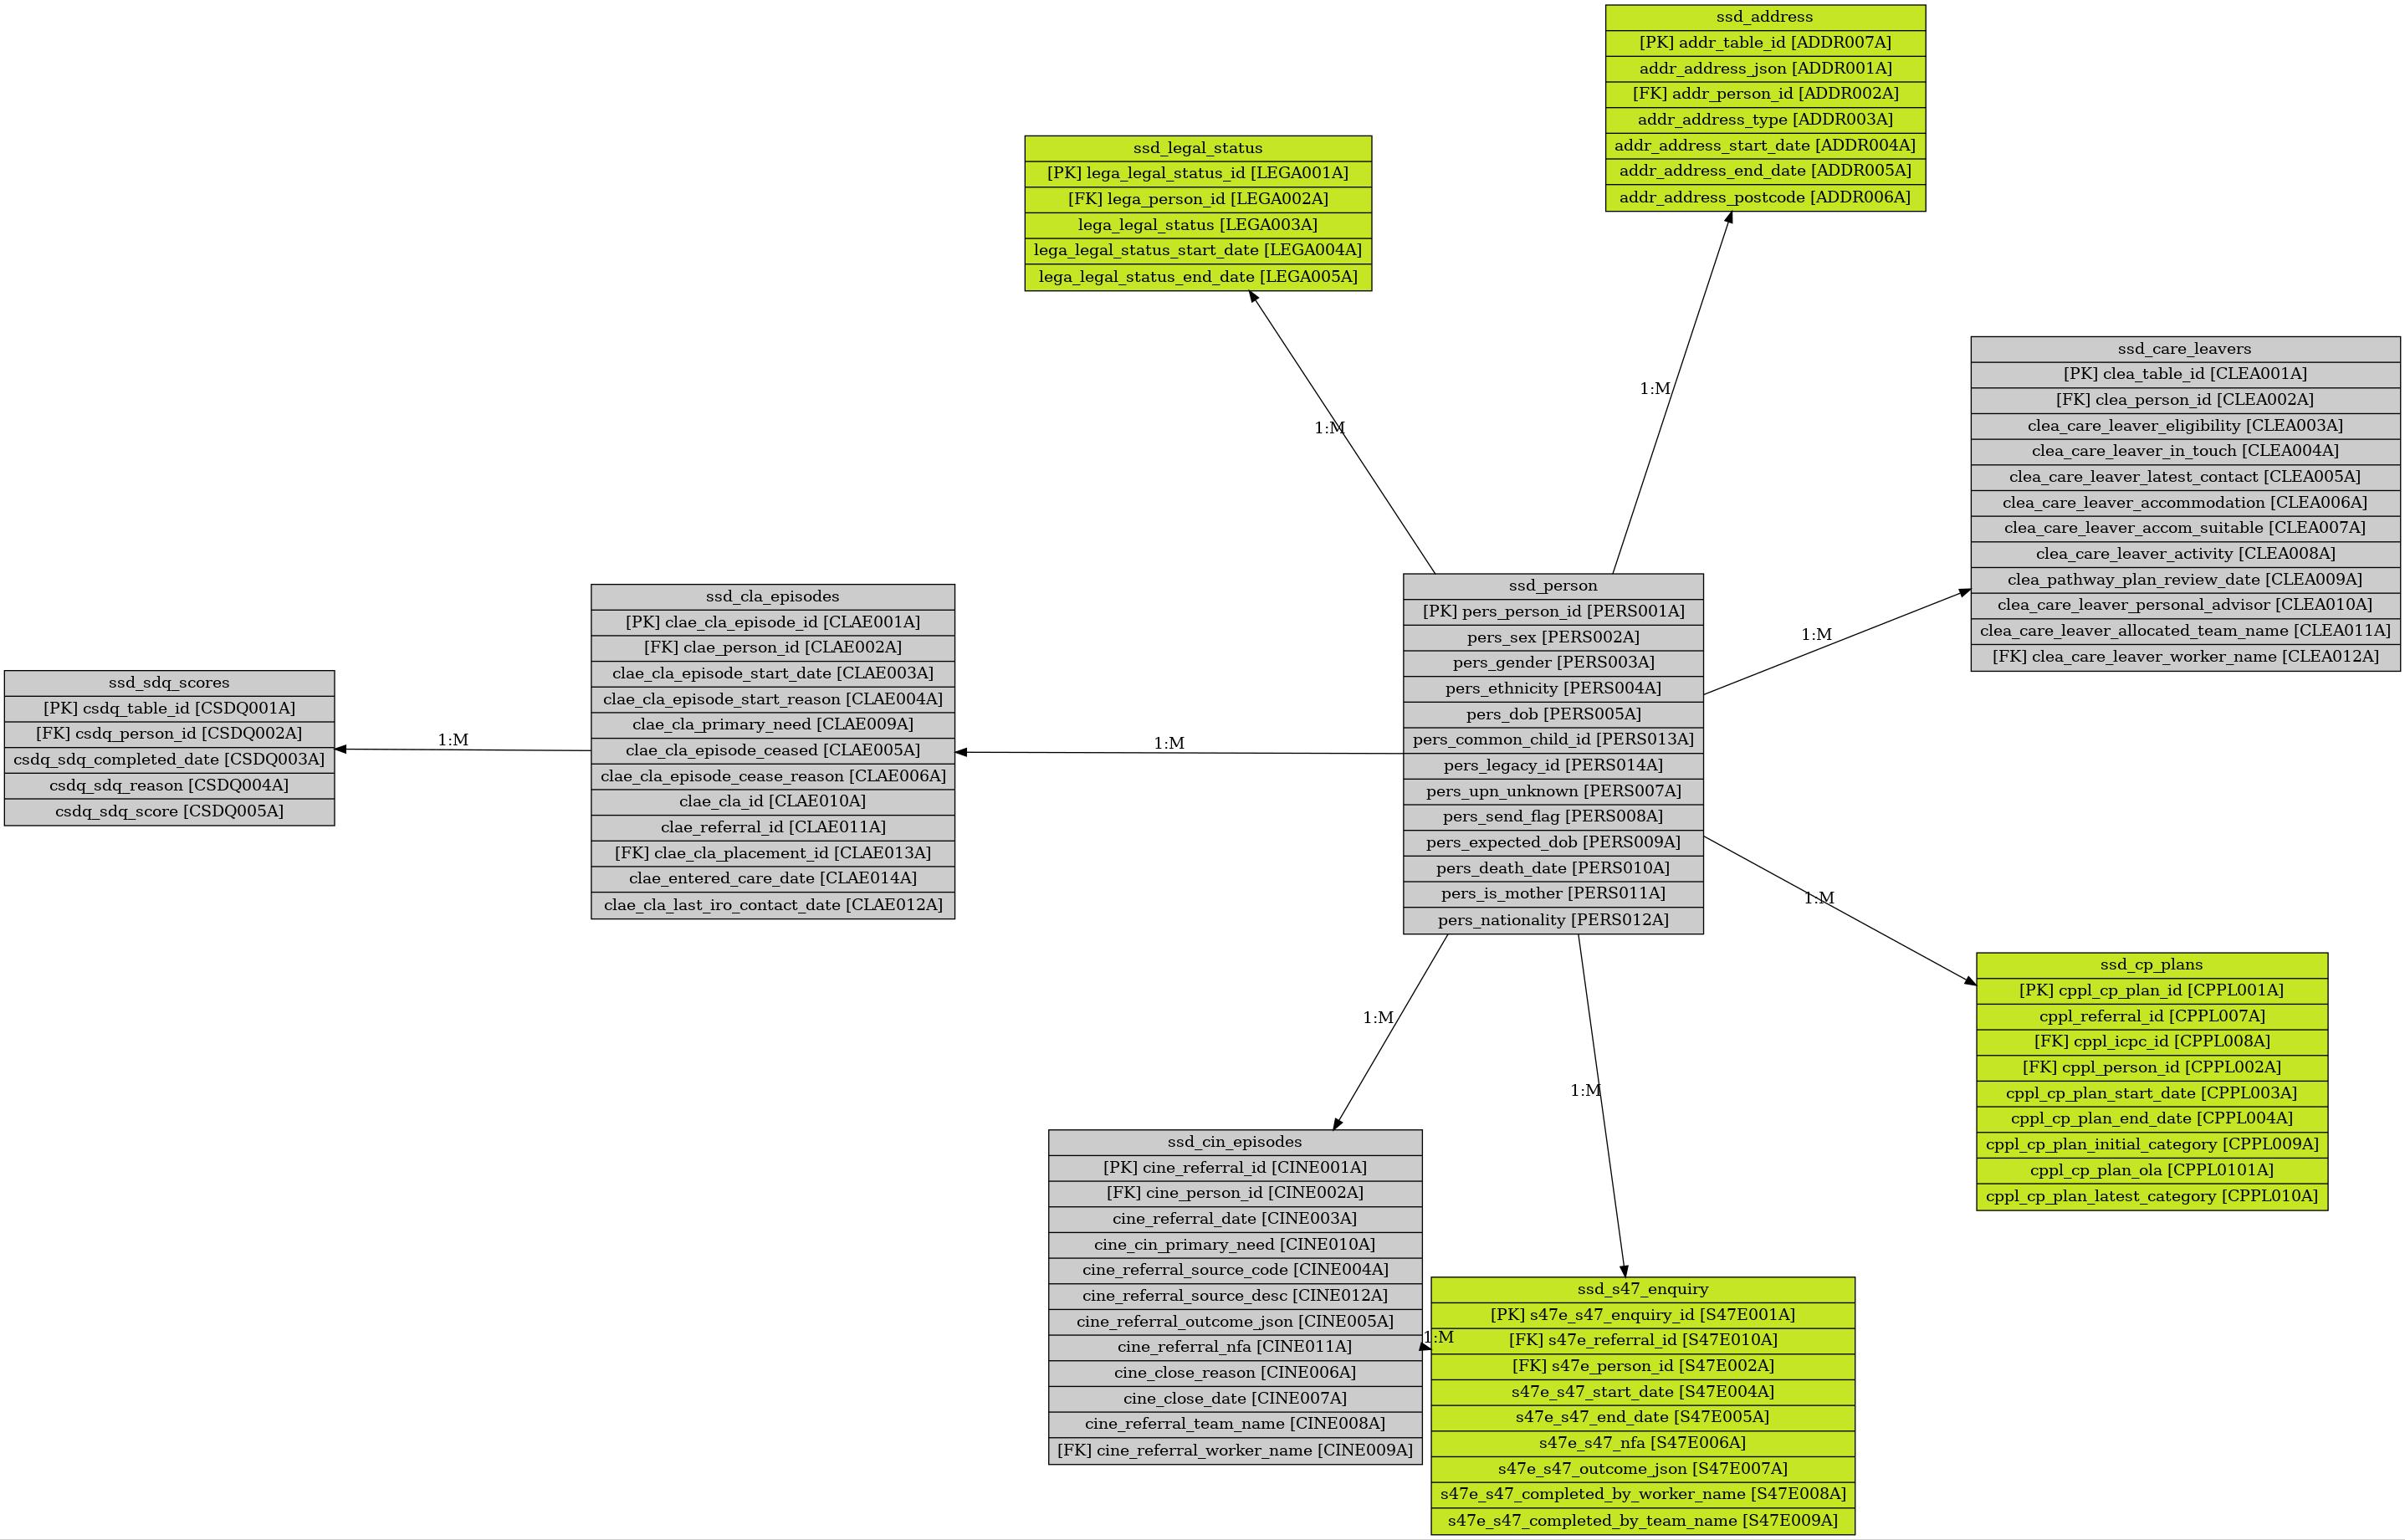 ssd_address
[PK] addr_table_id [ADDR007A]
addr_address_json [ADDR001A]
[FK] addr_person_id [ADDR002A]
addr_address_type [ADDR003A]
addr_address_start_date [ADDR004A]
addr_address_end_date [ADDR005A]
addr_address_postcode [ADDR006A]
ssd_legal_status
[PK] lega_legal_status_id [LEGA001A]
[FK] lega_person_id [LEGA002A]
lega_legal_status [LEGA003A]
lega_legal_status_start_date [LEGA004A]
lega_legal_status_end_date [LEGA005A]
ssd_care_leavers
[PK] clea_table_id [CLEA001A]
[FK] clea_person_id [CLEA002A]
clea_care_leaver_eligibility [CLEA003A]
clea_care_leaver_in_touch [CLEA004A]
clea_care_leaver_latest_contact [CLEA005A]
clea_care_leaver_accommodation [CLEA006A]
clea_care_leaver_accom_suitable [CLEA007A]
clea_care_leaver_activity [CLEA008A]
clea_pathway_plan_review_date [CLEA009A]
clea_care_leaver_personal_advisor [CLEA010A]
clea_care_leaver_allocated_team_name [CLEA011A]
[FK] clea_care_leaver_worker_name [CLEA012A]
1:M
1:M
1:M
ssd_person
[PK] pers_person_id [PERS001A]
pers_sex [PERS002A]
pers_gender [PERS003A]
pers_ethnicity [PERS004A]
pers_dob [PERS005A]
pers_common_child_id [PERS013A]
pers_legacy_id [PERS014A]
pers_upn_unknown [PERS007A]
pers_send_flag [PERS008A]
pers_expected_dob [PERS009A]
pers_death_date [PERS010A]
pers_is_mother [PERS011A]
pers_nationality [PERS012A]
1:M
ssd_cla_episodes
[PK] clae_cla_episode_id [CLAE001A]
[FK] clae_person_id [CLAE002A]
clae_cla_episode_start_date [CLAE003A]
clae_cla_episode_start_reason [CLAE004A]
clae_cla_primary_need [CLAE009A]
clae_cla_episode_ceased [CLAE005A]
clae_cla_episode_cease_reason [CLAE006A]
clae_cla_id [CLAE010A]
clae_referral_id [CLAE011A]
[FK] clae_cla_placement_id [CLAE013A]
clae_entered_care_date [CLAE014A]
clae_cla_last_iro_contact_date [CLAE012A]
1:M
ssd_sdq_scores
[PK] csdq_table_id [CSDQ001A]
[FK] csdq_person_id [CSDQ002A]
csdq_sdq_completed_date [CSDQ003A]
csdq_sdq_reason [CSDQ004A]
csdq_sdq_score [CSDQ005A]
1:M
ssd_cp_plans
[PK] cppl_cp_plan_id [CPPL001A]
cppl_referral_id [CPPL007A]
[FK] cppl_icpc_id [CPPL008A]
[FK] cppl_person_id [CPPL002A]
cppl_cp_plan_start_date [CPPL003A]
cppl_cp_plan_end_date [CPPL004A]
cppl_cp_plan_initial_category [CPPL009A]
cppl_cp_plan_ola [CPPL0101A]
cppl_cp_plan_latest_category [CPPL010A]
1:M
1:M
ssd_cin_episodes
[PK] cine_referral_id [CINE001A]
[FK] cine_person_id [CINE002A]
cine_referral_date [CINE003A]
cine_cin_primary_need [CINE010A]
cine_referral_source_code [CINE004A]
cine_referral_source_desc [CINE012A]
cine_referral_outcome_json [CINE005A]
cine_referral_nfa [CINE011A]
cine_close_reason [CINE006A]
cine_close_date [CINE007A]
cine_referral_team_name [CINE008A]
[FK] cine_referral_worker_name [CINE009A]
1:M
ssd_s47_enquiry
[PK] s47e_s47_enquiry_id [S47E001A]
[FK] s47e_referral_id [S47E010A]
[FK] s47e_person_id [S47E002A]
s47e_s47_start_date [S47E004A]
s47e_s47_end_date [S47E005A]
s47e_s47_nfa [S47E006A]
s47e_s47_outcome_json [S47E007A]
s47e_s47_completed_by_worker_name [S47E008A]
s47e_s47_completed_by_team_name [S47E009A]